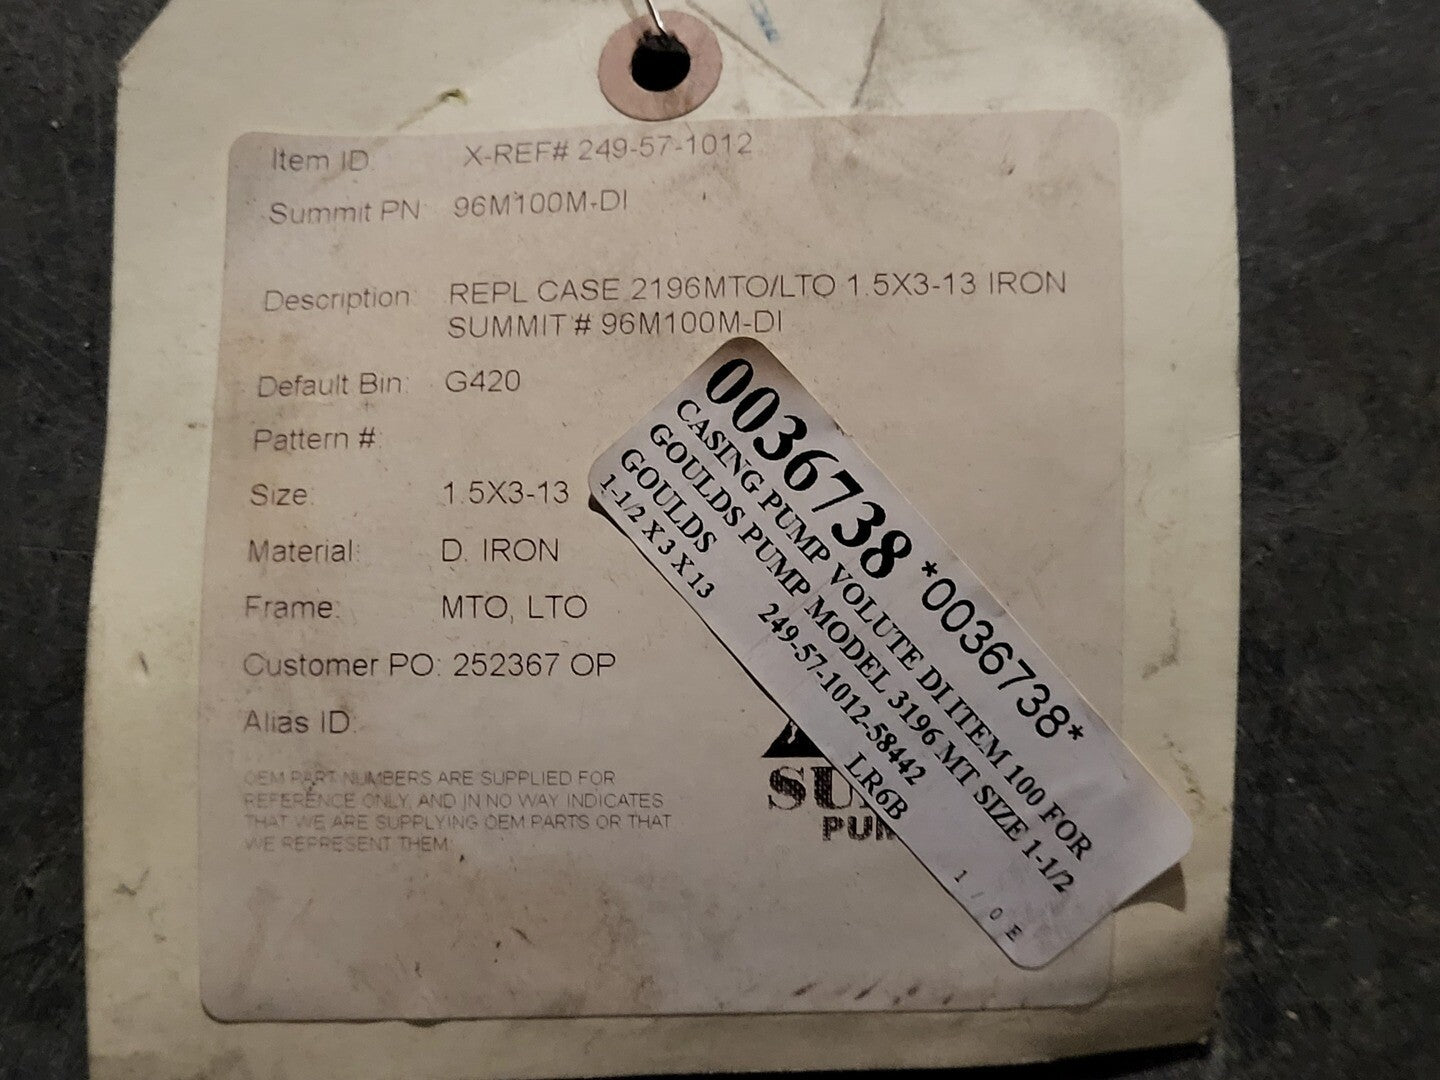 Item ID: X-REF# 249-57-1012
Summit PN: 96M100M-DI
Description: REPL CASE 2196MTO/LTO 1.5X3-13 IRON
SUMMIT # 96M100M-DI
Default Bin: G420
Pattern #:
Size: 1.5X3-13
Material: D. IRON
Frame: MTO, LTO
Customer PO: 252367 OP
Alias ID:
OEM PART NUMBERS ARE SUPPLIED FOR
REFERENCE ONLY, AND IN NO WAY INDICATES
THAT WE ARE SUPPLYING OEM PARTS OR THAT
WE REPRESENT THEM.
SU
PUM
0036738 *0036738*
CASING PUMP VOLUTE DI ITEM 100 FOR
GOULDS PUMP MODEL 3196 MT SIZE 1-1/2
GOULDS 249-57-1012-58442
1-1/2 X 3 X 13 LR6B
1 / 0 E